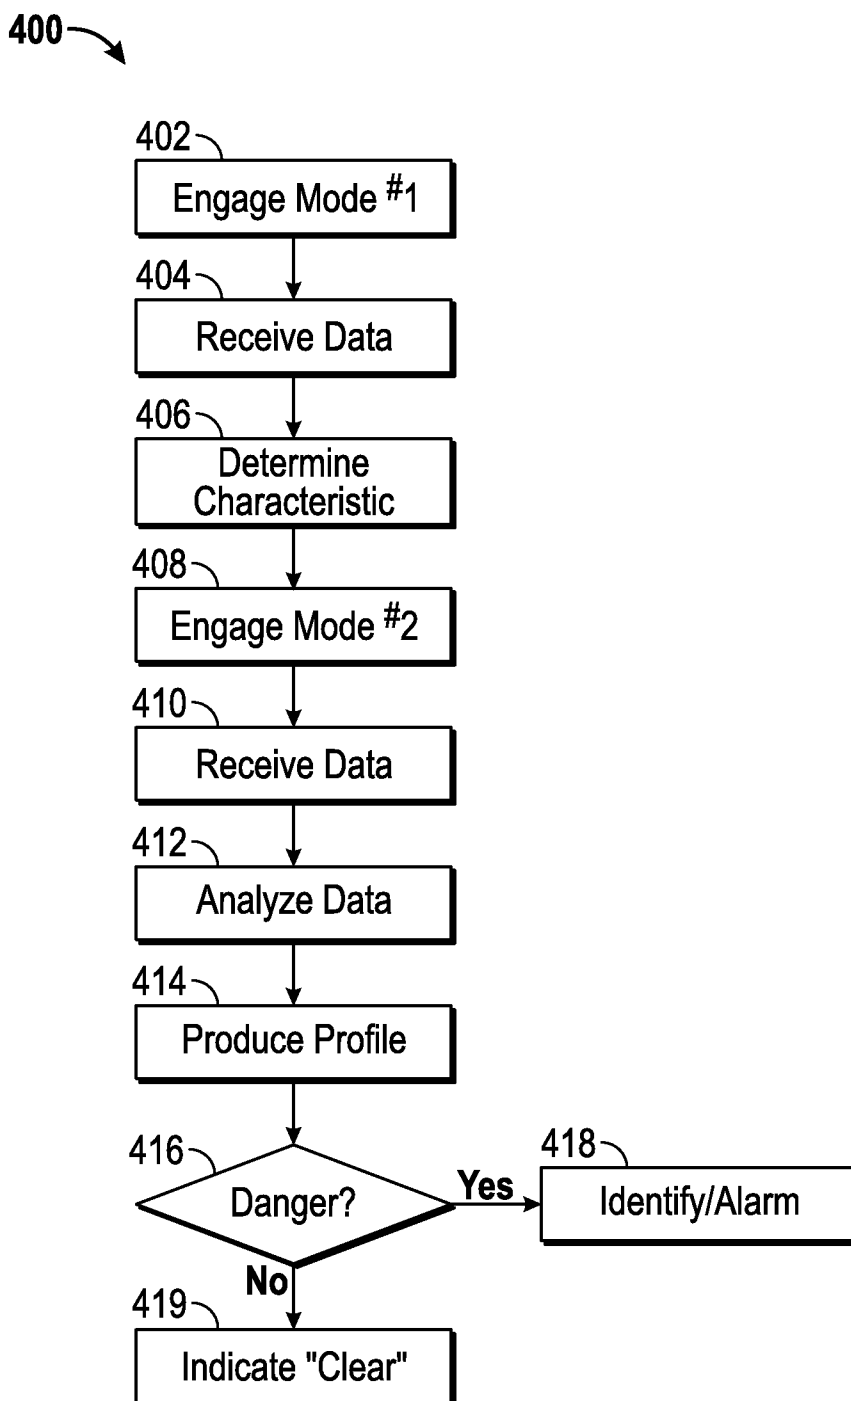 400
402
Engage Mode #1
404
Receive Data
406
Determine
Characteristic
408
Engage Mode #2
410
Receive Data
412
Analyze Data
414
Produce Profile
416
Danger?
Yes
418
Identify/Alarm
No
419
Indicate "Clear"